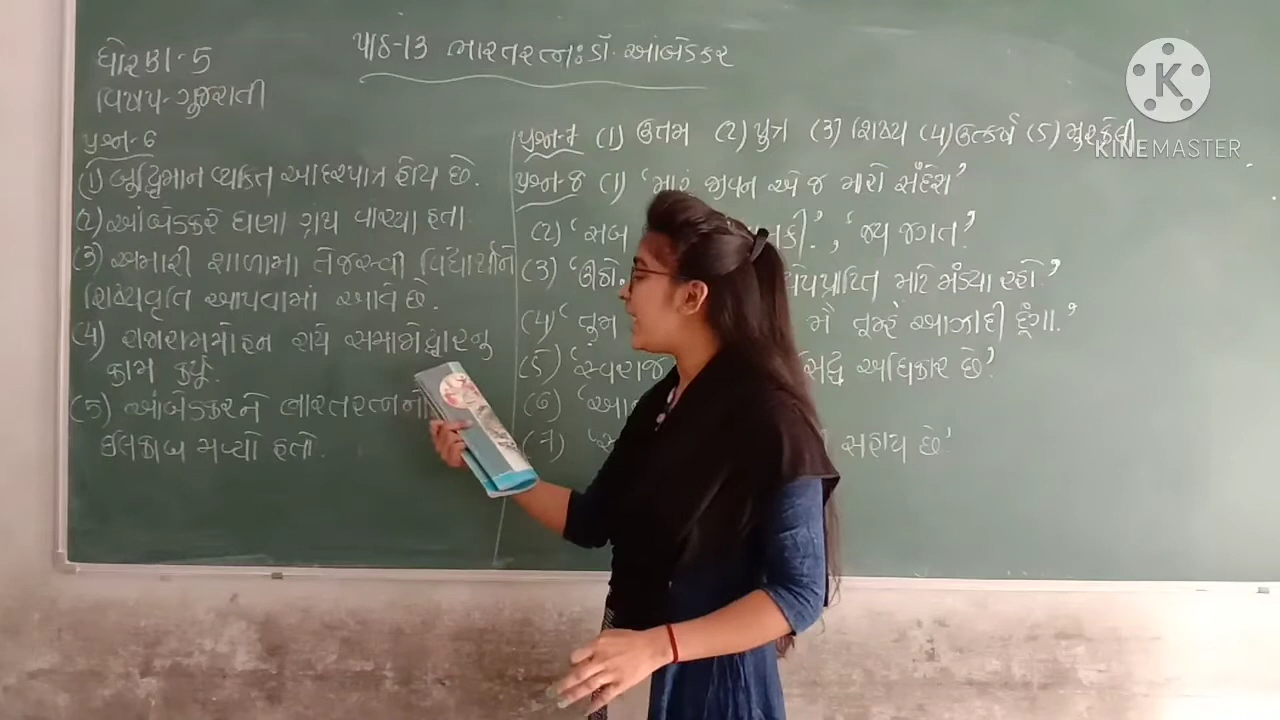 ધોરણ-5
પાઠ-13 ભારતરત્નઃ ડૉ. આંબેડકર
વિષય-ગુજરાતી
પ્રશ્ન-6
(1) બુદ્ધિમાન વ્યકિત આદરપાત્ર હોય છે.
(2) આંબેડકરે ઘણા ગ્રંથ વાંચ્યા હતા
(3) અમારી શાળામા તેજસ્વી વિદ્યાર્થીને
શિષ્યવૃતિ આપવામાં આવે છે.
(4) રાજારામમોહન રાયે સમાજોદ્ધારનુ
કામ કર્યુ.
(5) આંબેડકરને ભારતરત્નનો
ઈલકાબ મળ્યો હતો.
પ્રશ્ન-7 (1) ઉત્તમ (2) પુત્ર (3) શિષ્ય (4) ઉત્કર્ષ (5) મુશ્કેલી
પ્રશ્ન-8 (1) 'મારું જીવન એ જ મારો સંદેશ'
(2) 'સબ કી.', 'જય જગત.'
(3) 'ઊઠો. માટે મંડ્યા રહો.'
(4) 'તુમ મૈં તૂમ્હે આઝાદી દૂંગા.'
(5) 'સ્વરાજ સિદ્ધ અધિકાર છે'
(6) 'આ
(7) ' સહાય છે'
K
KINEMASTER